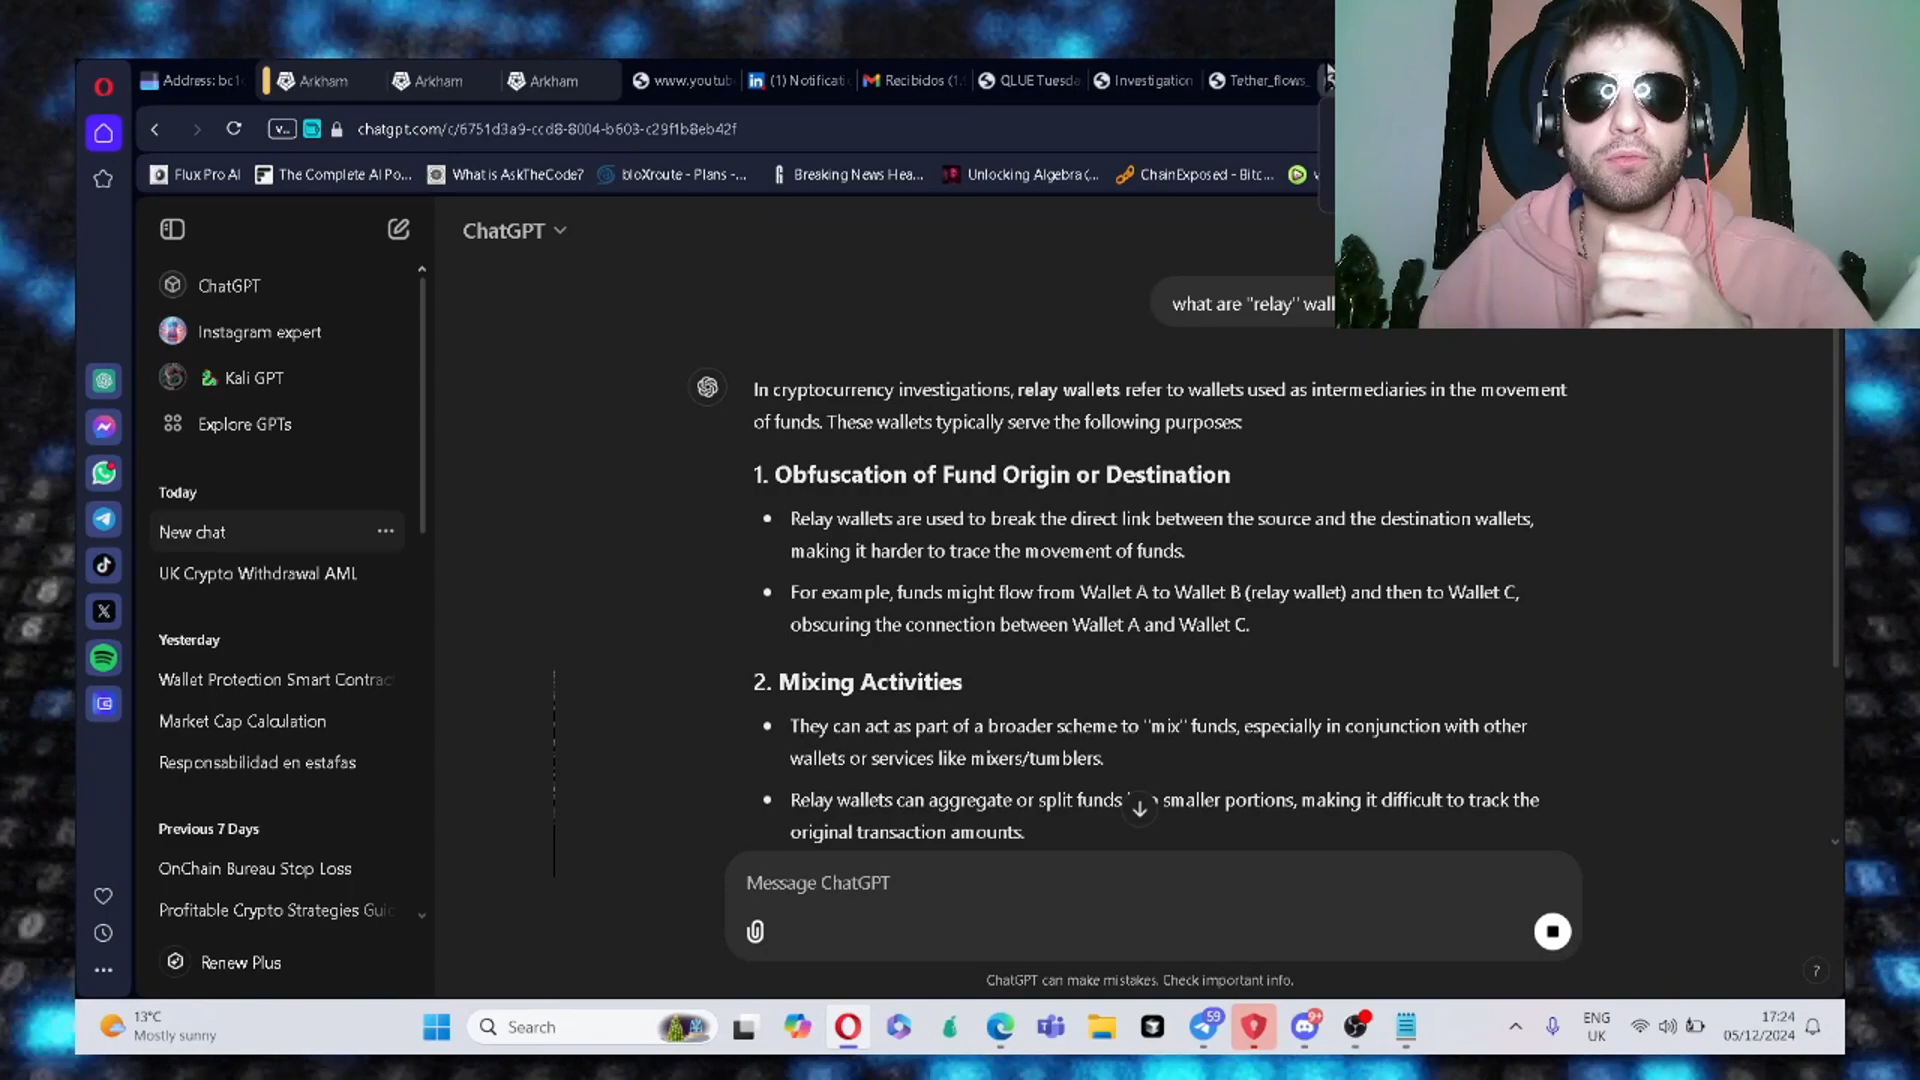 Address: bc1
Arkham
Arkham
Arkham
www.youtub
(1) Notificati
Recibidos (1.
QLUE Tuesda
Investigation
Tether_flows_
chatgpt.com/c/6751d3a9-ccd8-8004-b603-c29f1b8eb42f
Flux Pro AI
The Complete AI Po...
What is AskTheCode?
bloXroute - Plans -...
Breaking News Hea...
Unlocking Algebra (...
ChainExposed - Bitc...
ChatGPT
Instagram expert
Kali GPT
Explore GPTs
Today
New chat
UK Crypto Withdrawal AML
Yesterday
Wallet Protection Smart Contrac
Market Cap Calculation
Responsabilidad en estafas
Previous 7 Days
OnChain Bureau Stop Loss
Profitable Crypto Strategies Gui
Renew Plus
ChatGPT
what are "relay" wall
In cryptocurrency investigations, relay wallets refer to wallets used as intermediaries in the movement
of funds. These wallets typically serve the following purposes:
1. Obfuscation of Fund Origin or Destination
• Relay wallets are used to break the direct link between the source and the destination wallets,
making it harder to trace the movement of funds.
• For example, funds might flow from Wallet A to Wallet B (relay wallet) and then to Wallet C,
obscuring the connection between Wallet A and Wallet C.
2. Mixing Activities
• They can act as part of a broader scheme to "mix" funds, especially in conjunction with other
wallets or services like mixers/tumblers.
• Relay wallets can aggregate or split funds smaller portions, making it difficult to track the
original transaction amounts.
Message ChatGPT
ChatGPT can make mistakes. Check important info.
?
13°C
Mostly sunny
Search
59
9+
ENG
UK
17:24
05/12/2024